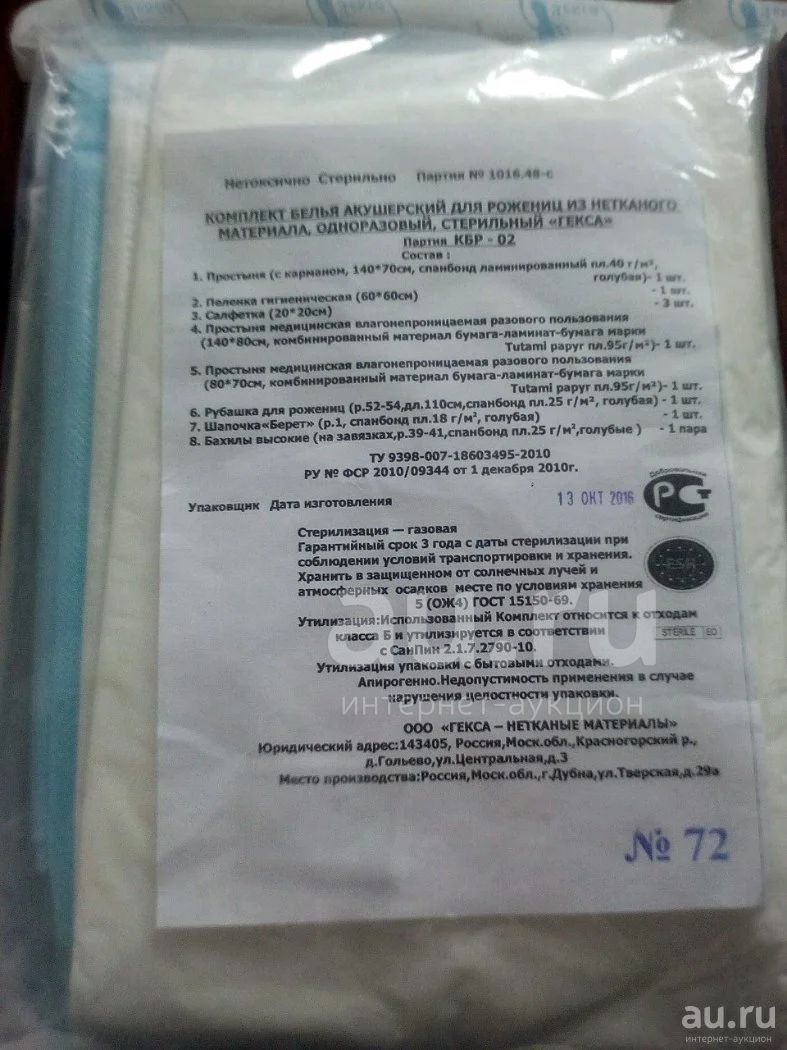 Нетоксично Стерильно Партия № 1016.48-с
КОМПЛЕКТ БЕЛЬЯ АКУШЕРСКИЙ ДЛЯ РОЖЕНИЦ ИЗ НЕТКАНОГО
МАТЕРИАЛА, ОДНОРАЗОВЫЙ, СТЕРИЛЬНЫЙ «ГЕКСА»
Партия КБР - 02
Состав :
1. Простыня (с карманом, 140*70см, спанбонд ламинированный пл.40 г/м²,
голубая)- 1 шт.
2. Пеленка гигиеническая (60*60см) - 1 шт.
3. Салфетка (20*20см) - 3 шт.
4. Простыня медицинская влагонепроницаемая разового пользования
(140*80см, комбинированный материал бумага-ламинат-бумага марки
Tutami papyr пл.95г/м²)- 1 шт.
5. Простыня медицинская влагонепроницаемая разового пользования
(80*70см, комбинированный материал бумага-ламинат-бумага марки
Tutami papyr пл.95г/м²)- 1 шт.
6. Рубашка для рожениц (р.52-54,дл.110см,спанбонд пл.25 г/м², голубая) - 1 шт.
7. Шапочка«Берет» (р.1, спанбонд пл.18 г/м², голубая) - 1 шт.
8. Бахилы высокие (на завязках,р.39-41,спанбонд пл.25 г/м²,голубые ) - 1 пара
ТУ 9398-007-18603495-2010
РУ № ФСР 2010/09344 от 1 декабря 2010г.
Упаковщик Дата изготовления 13 ОКТ 2016
Добровольная
РСТ
сертификация
Стерилизация — газовая
Гарантийный срок 3 года с даты стерилизации при
соблюдении условий транспортировки и хранения.
Хранить в защищенном от солнечных лучей и
атмосферных осадков месте по условиям хранения
5 (ОЖ4) ГОСТ 15150-69.
Утилизация:Использованный Комплект относится к отходам
класса Б и утилизируется в соответствии
с СанПин 2.1.7.2790-10.
STERILE EO
Утилизация упаковки с бытовыми отходами.
Апирогенно.Недопустимость применения в случае
нарушения целостности упаковки.
ООО «ГЕКСА – НЕТКАНЫЕ МАТЕРИАЛЫ»
Юридический адрес:143405, Россия,Моск.обл.,Красногорский р.,
д.Гольево,ул.Центральная,д.3
Место производства:Россия,Моск.обл.,г.Дубна,ул.Тверская,д.29а
№ 72
au.ru
интернет-аукцион
au.ru
интернет-аукцион